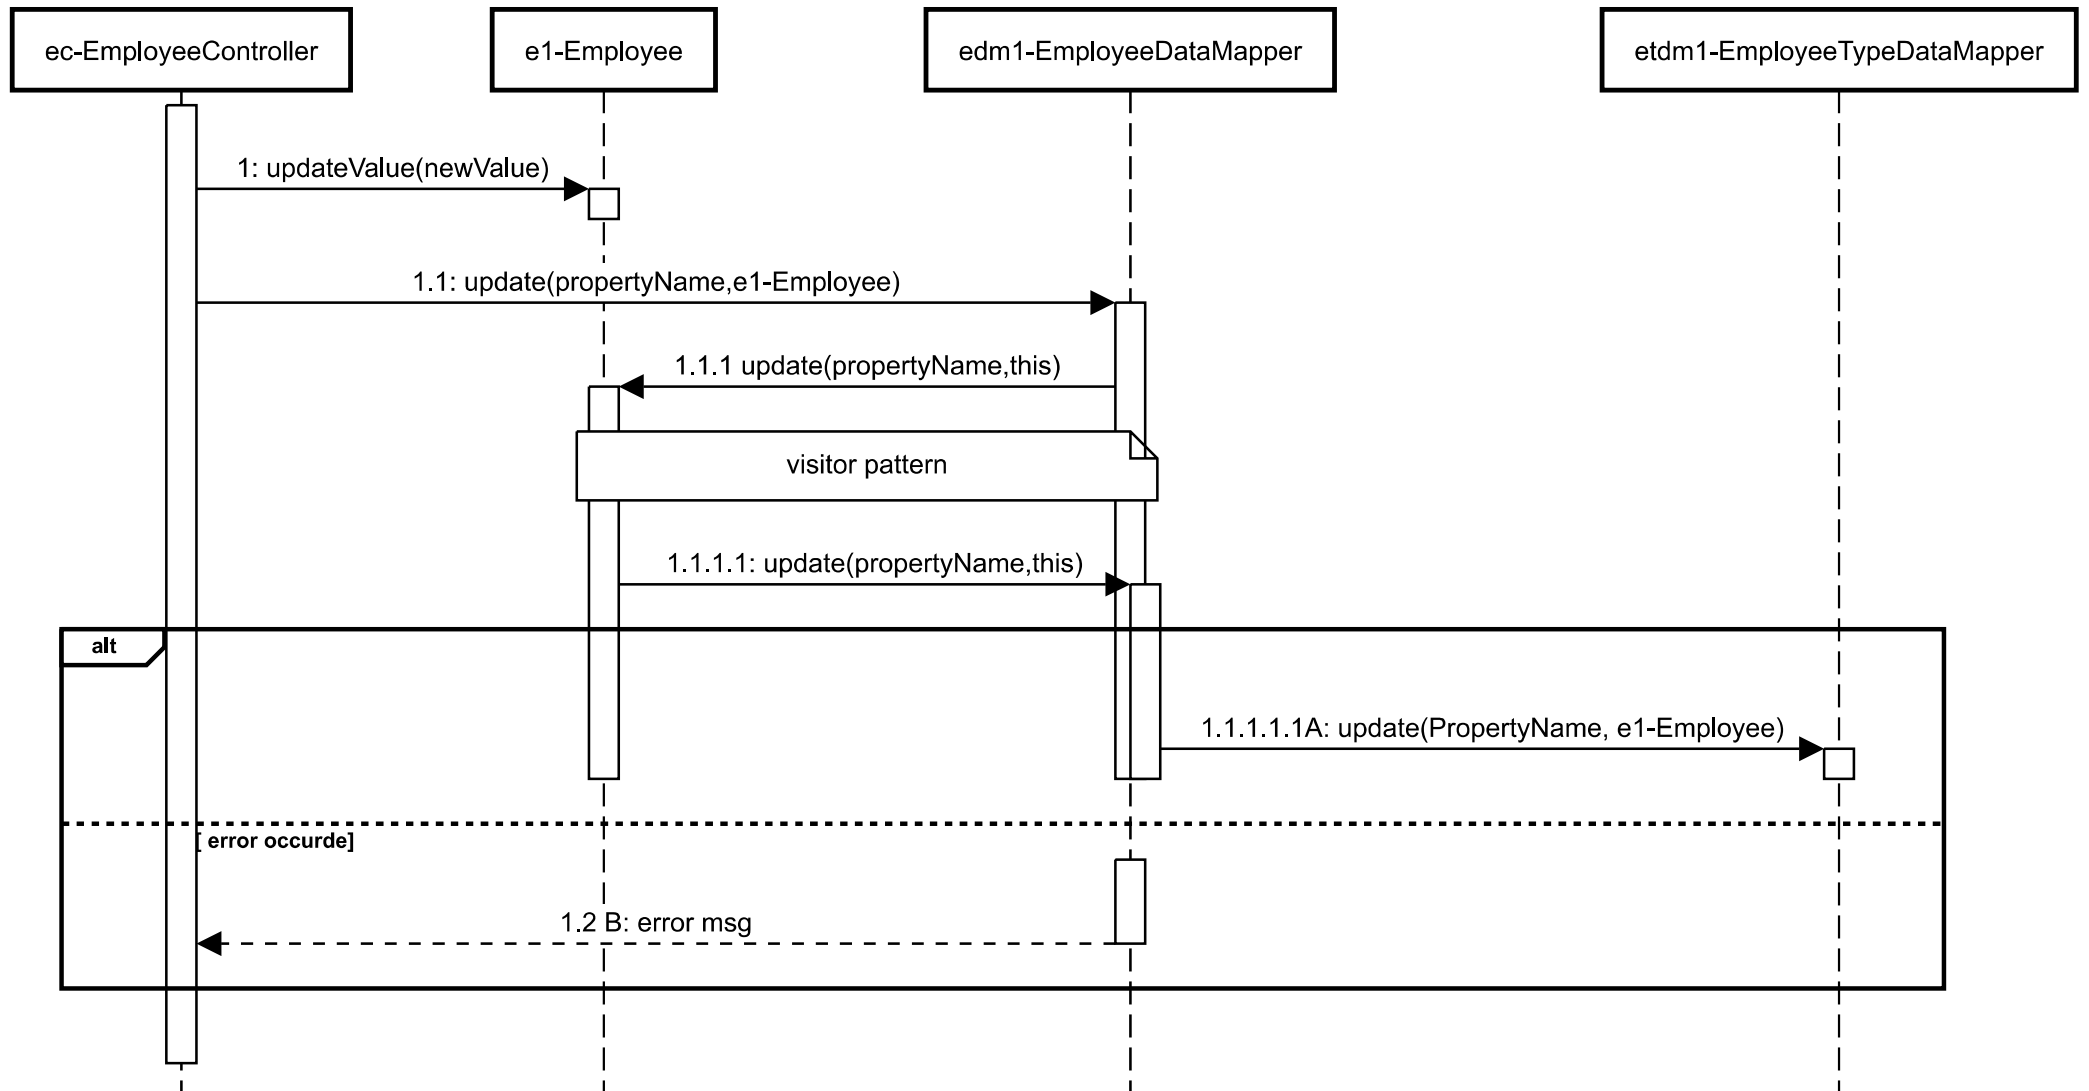 ec-EmployeeController
e1-Employee
edm1-EmployeeDataMapper
etdm1-EmployeeTypeDataMapper
1: updateValue(newValue)
1.1: update(propertyName,e1-Employee)
1.1.1 update(propertyName,this)
visitor pattern
1.1.1.1: update(propertyName,this)
alt
1.1.1.1.1A: update(PropertyName, e1-Employee)
[ error occurde]
1.2 B: error msg